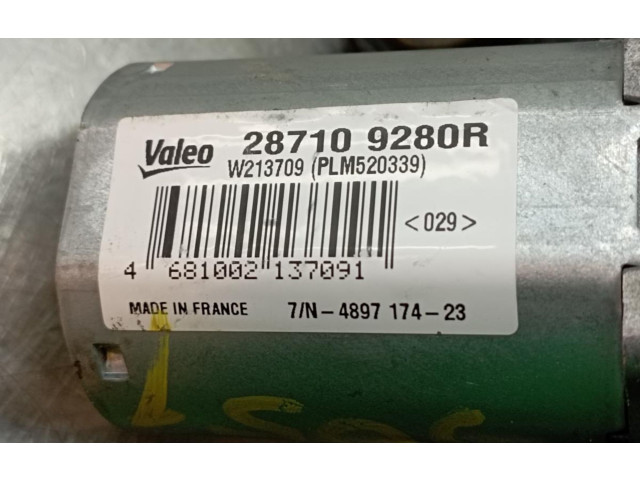 Valeo 28710 9280R
W213709 (PLM520339)
<029>
4 681002 137091
MADE IN FRANCE 7/N-4897 174-23